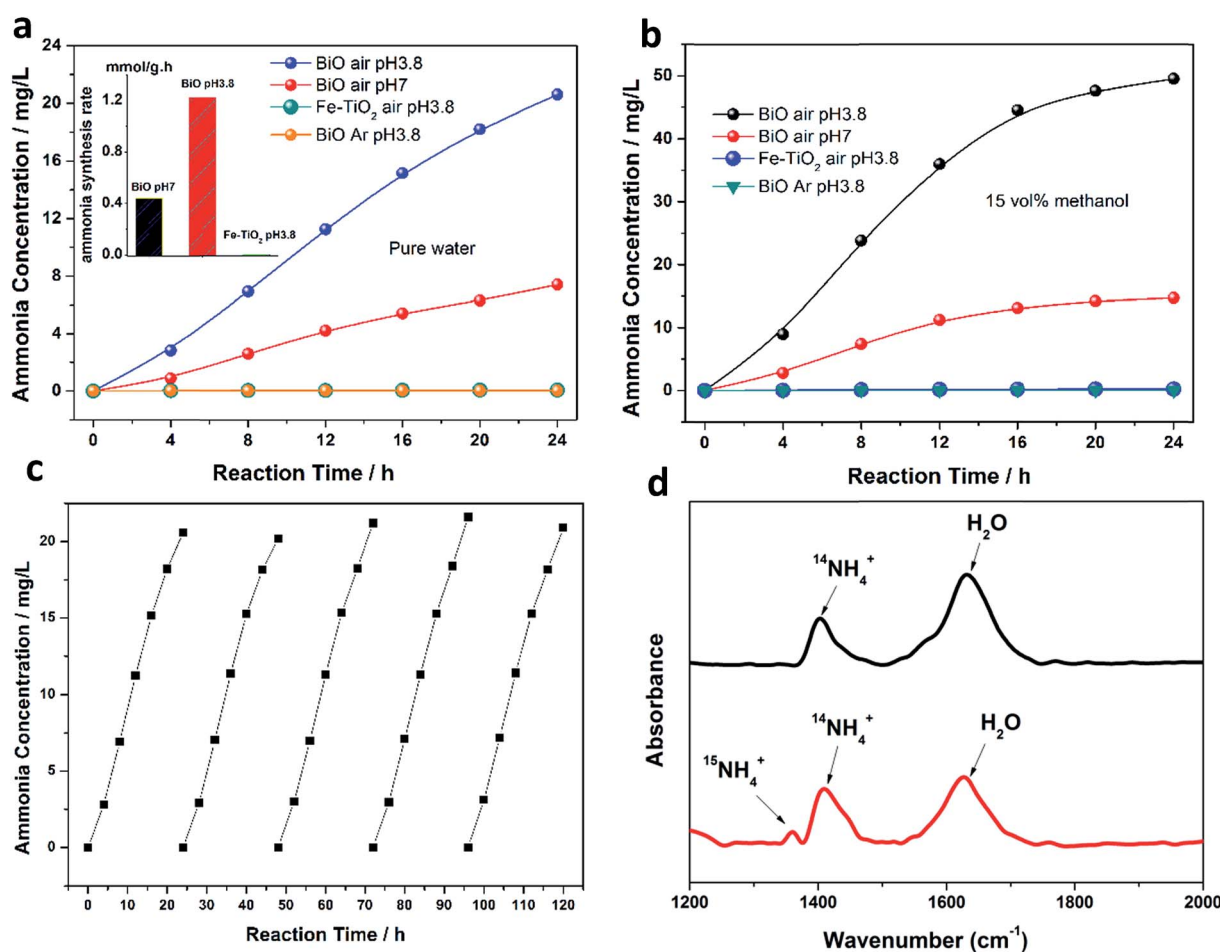 a
Ammonia Concentration / mg/L
24
20
16
12
8
4
0
0 4 8 12 16 20 24
Reaction Time / h
mmol/g.h
ammonia synthesis rate
1.2
0.8
0.4
0.0
BiO pH3.8
BiO pH7
Fe-TiO2 pH3.8
BiO air pH3.8
BiO air pH7
Fe-TiO2 air pH3.8
BiO Ar pH3.8
Pure water
b
Ammonia Concentration / mg/L
50
40
30
20
10
0
0 4 8 12 16 20 24
Reaction Time / h
BiO air pH3.8
BiO air pH7
Fe-TiO2 air pH3.8
BiO Ar pH3.8
15 vol% methanol
c
Ammonia Concentration / mg/L
20
15
10
5
0
0 10 20 30 40 50 60 70 80 90 100 110 120
Reaction Time / h
d
Absorbance
14NH4+
H2O
15NH4+
14NH4+
H2O
1200 1400 1600 1800 2000
Wavenumber (cm-1)